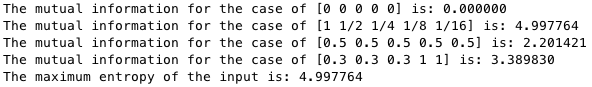 The mutual information for the case of [0 0 0 0 0] is: 0.000000
The mutual information for the case of [1 1/2 1/4 1/8 1/16] is: 4.997764
The mutual information for the case of [0.5 0.5 0.5 0.5 0.5] is: 2.201421
The mutual information for the case of [0.3 0.3 0.3 1 1] is: 3.389830
The maximum entropy of the input is: 4.997764